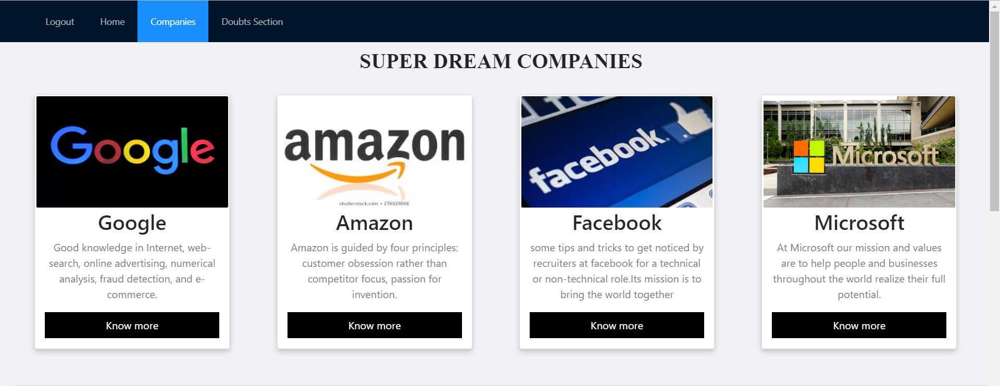 Logout Home Companies Doubts Section
SUPER DREAM COMPANIES
Google
amazon
shutterstock.com • 276929006
facebook.
Microsoft
Google
Good knowledge in Internet, web-
search, online advertising, numerical
analysis, fraud detection, and e-
commerce.
Know more
Amazon
Amazon is guided by four principles:
customer obsession rather than
competitor focus, passion for
invention.
Know more
Facebook
some tips and tricks to get noticed by
recruiters at facebook for a technical
or non-technical role.Its mission is to
bring the world together
Know more
Microsoft
At Microsoft our mission and values
are to help people and businesses
throughout the world realize their full
potential.
Know more